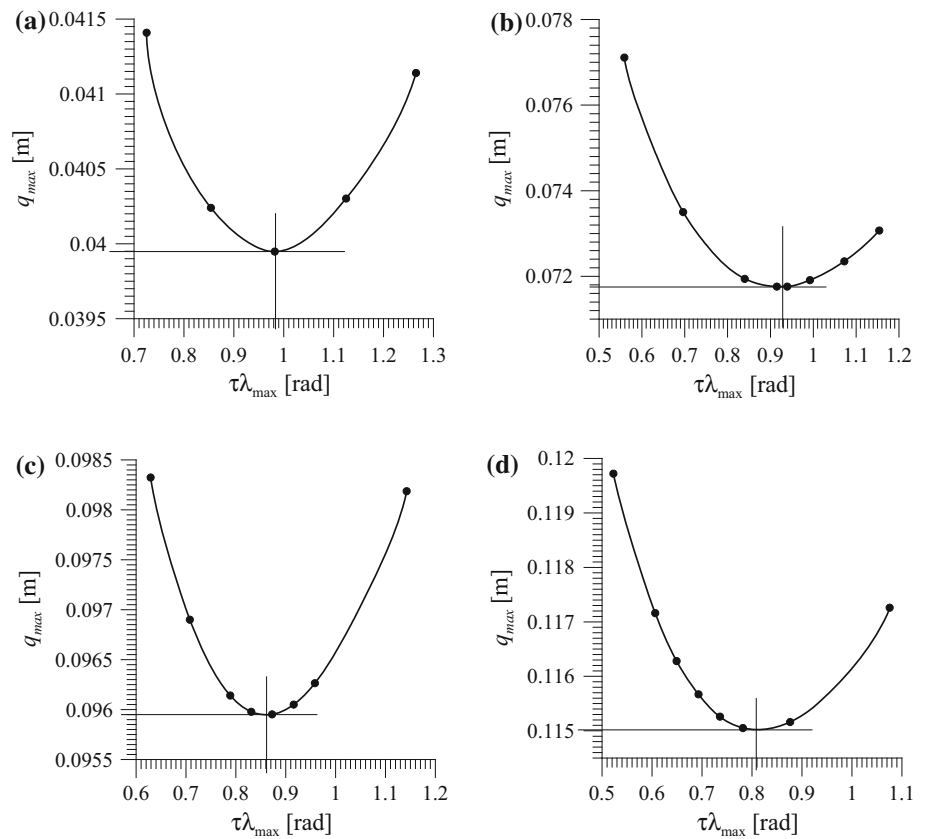 (a)
0.0415
0.041
0.0405
0.04
0.0395
q_max [m]
0.7 0.8 0.9 1 1.1 1.2 1.3
τλ_max [rad]
(b)
0.078
0.076
0.074
0.072
q_max [m]
0.5 0.6 0.7 0.8 0.9 1 1.1 1.2
τλ_max [rad]
(c)
0.0985
0.098
0.0975
0.097
0.0965
0.096
0.0955
q_max [m]
0.6 0.7 0.8 0.9 1 1.1 1.2
τλ_max [rad]
(d)
0.12
0.119
0.118
0.117
0.116
0.115
q_max [m]
0.5 0.6 0.7 0.8 0.9 1 1.1
τλ_max [rad]